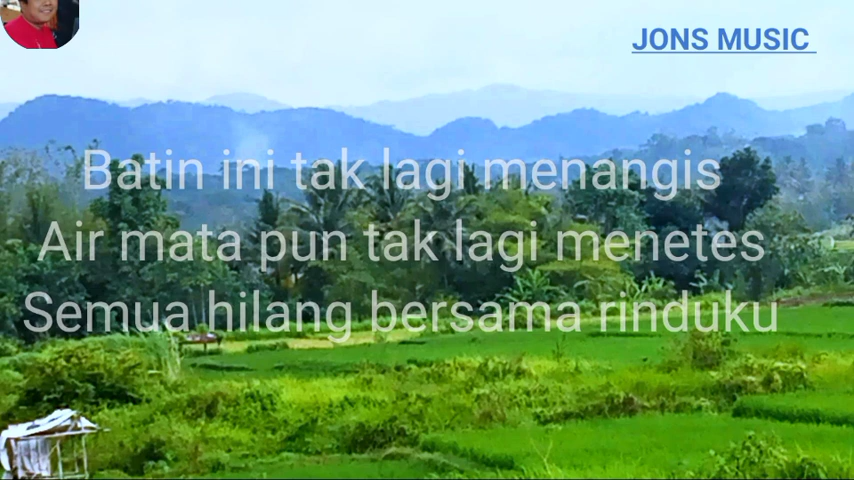 JONS MUSIC
Batin ini tak lagi menangis
Air mata pun tak lagi menetes
Semua hilang bersama rinduku